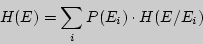 H(E) = \sum_i P(E_i) \cdot H(E/E_i)